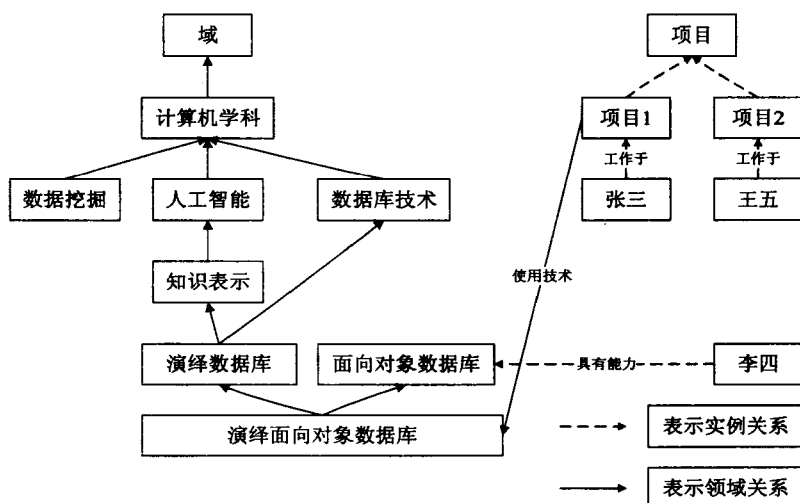 域
项目
计算机学科
项目1
项目2
工作于
工作于
数据挖掘
人工智能
数据库技术
张三
王五
知识表示
使用技术
演绎数据库
面向对象数据库
具有能力
李四
演绎面向对象数据库
表示实例关系
表示领域关系